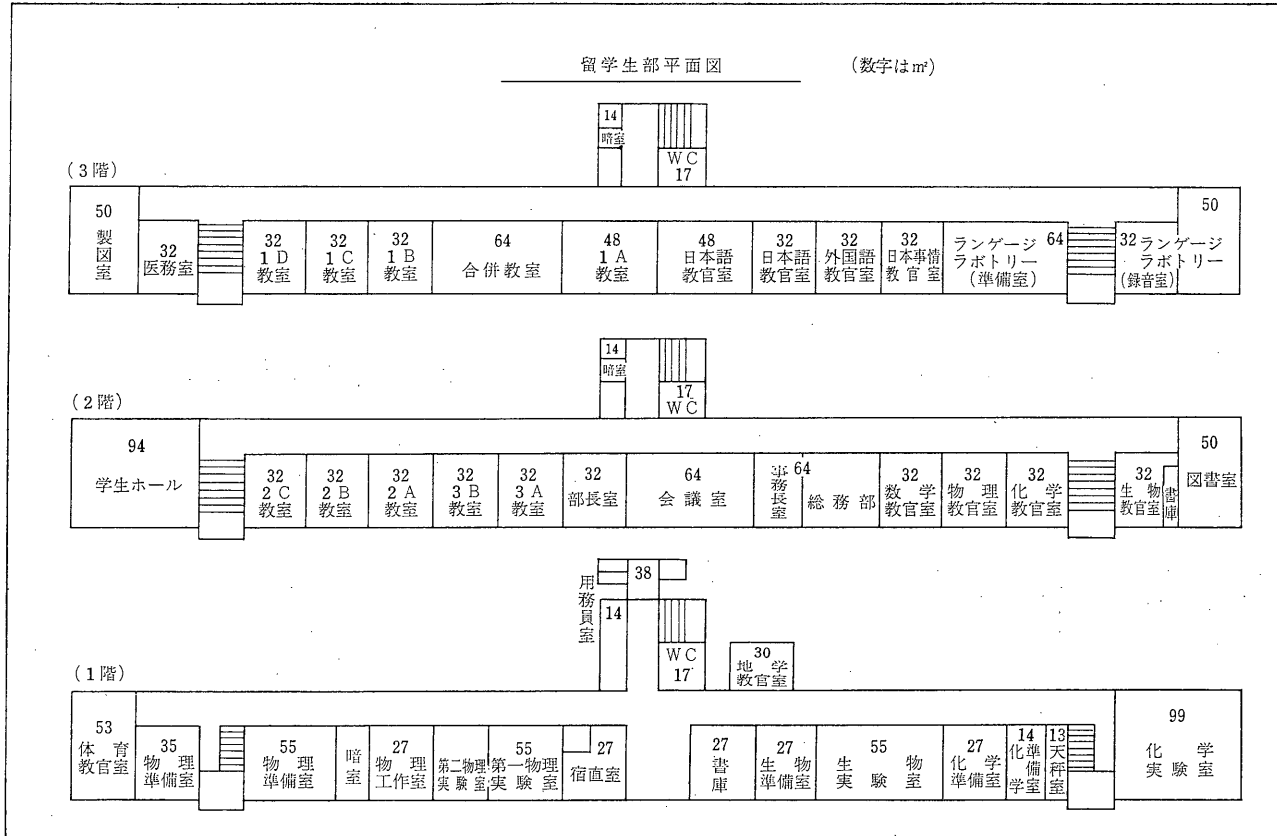 留学生部平面図 (数字は㎡)
(3階)
14
暗室
WC
17
50
製図室
32
医務室
32
1D
教室
32
1C
教室
32
1B
教室
64
合併教室
48
1A
教室
48
日本語
教官室
32
日本語
教官室
32
外国語
教官室
32
日本事情
教官室
64
ランゲージ
ラボトリー
(準備室)
32
ランゲージ
ラボトリー
(録音室)
50
(2階)
14
暗室
17
WC
94
学生ホール
32
2C
教室
32
2B
教室
32
2A
教室
32
3B
教室
32
3A
教室
32
部長室
64
会議室
64
事務長室
総務部
32
数学
教官室
32
物理
教官室
32
化学
教官室
32
生物
教官室
書庫
50
図書室
(1階)
用務員室
38
14
WC
17
30
地学
教官室
53
体育
教官室
35
物理
準備室
55
物理
準備室
暗室
27
物理
工作室
第二物理
実験室
55
第一物理
実験室
27
宿直室
27
書庫
27
生物
準備室
55
生物
実験室
27
化学
準備室
14
化学
準備室
13
天秤室
99
化学
実験室